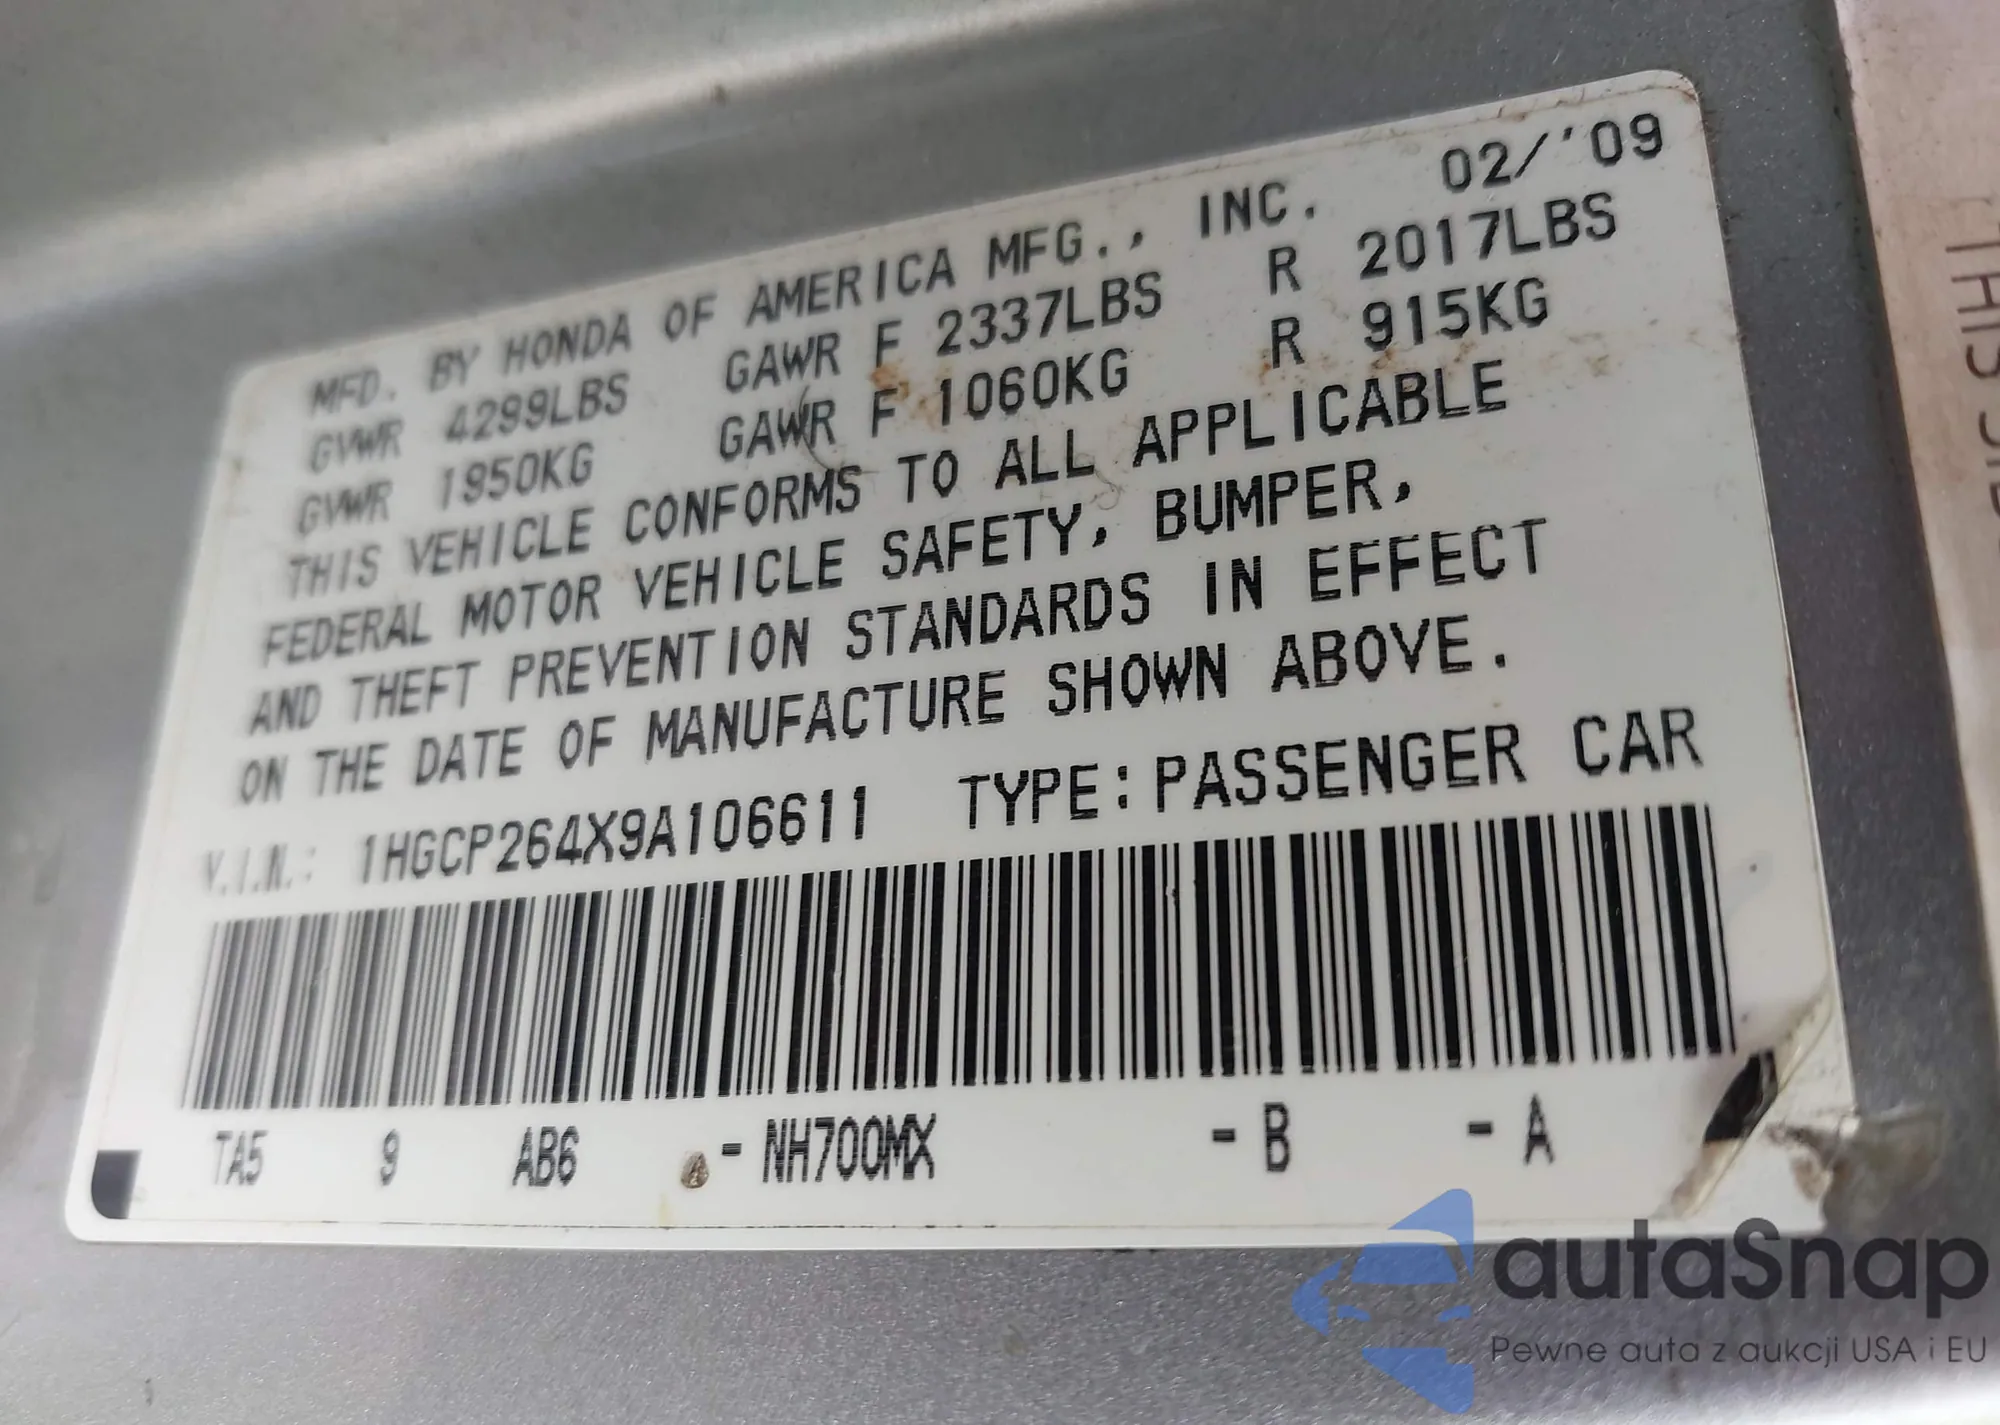 MFD. BY HONDA OF AMERICA MFG., INC. 02/'09
GVWR 4299LBS GAWR F 2337LBS R 2017LBS
GVWR 1950KG GAWR F 1060KG R 915KG
THIS VEHICLE CONFORMS TO ALL APPLICABLE
FEDERAL MOTOR VEHICLE SAFETY, BUMPER,
AND THEFT PREVENTION STANDARDS IN EFFECT
ON THE DATE OF MANUFACTURE SHOWN ABOVE.
V.I.N.: 1HGCP264X9A106611 TYPE:PASSENGER CAR
TA5 9 AB6 -NH700MX -B -A
THIS
autaSnap
Pewne auta z aukcji USA i EU